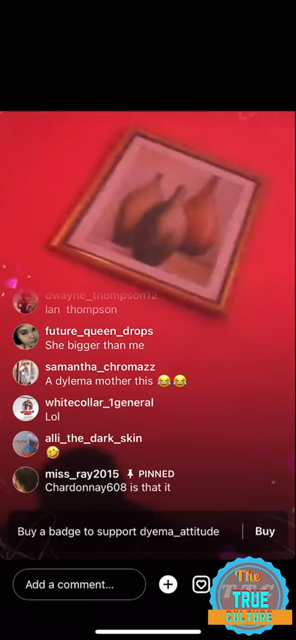 dwayne_thompson12
Ian thompson
future_queen_drops
She bigger than me
samantha_chromazz
A dylema mother this 😂😂
whitecollar_1general
Lol
alli_the_dark_skin
🤣
miss_ray2015 PINNED
Chardonnay608 is that it
Buy a badge to support dyema_attitude
Buy
Add a comment...
The
TRUE
CULTURE